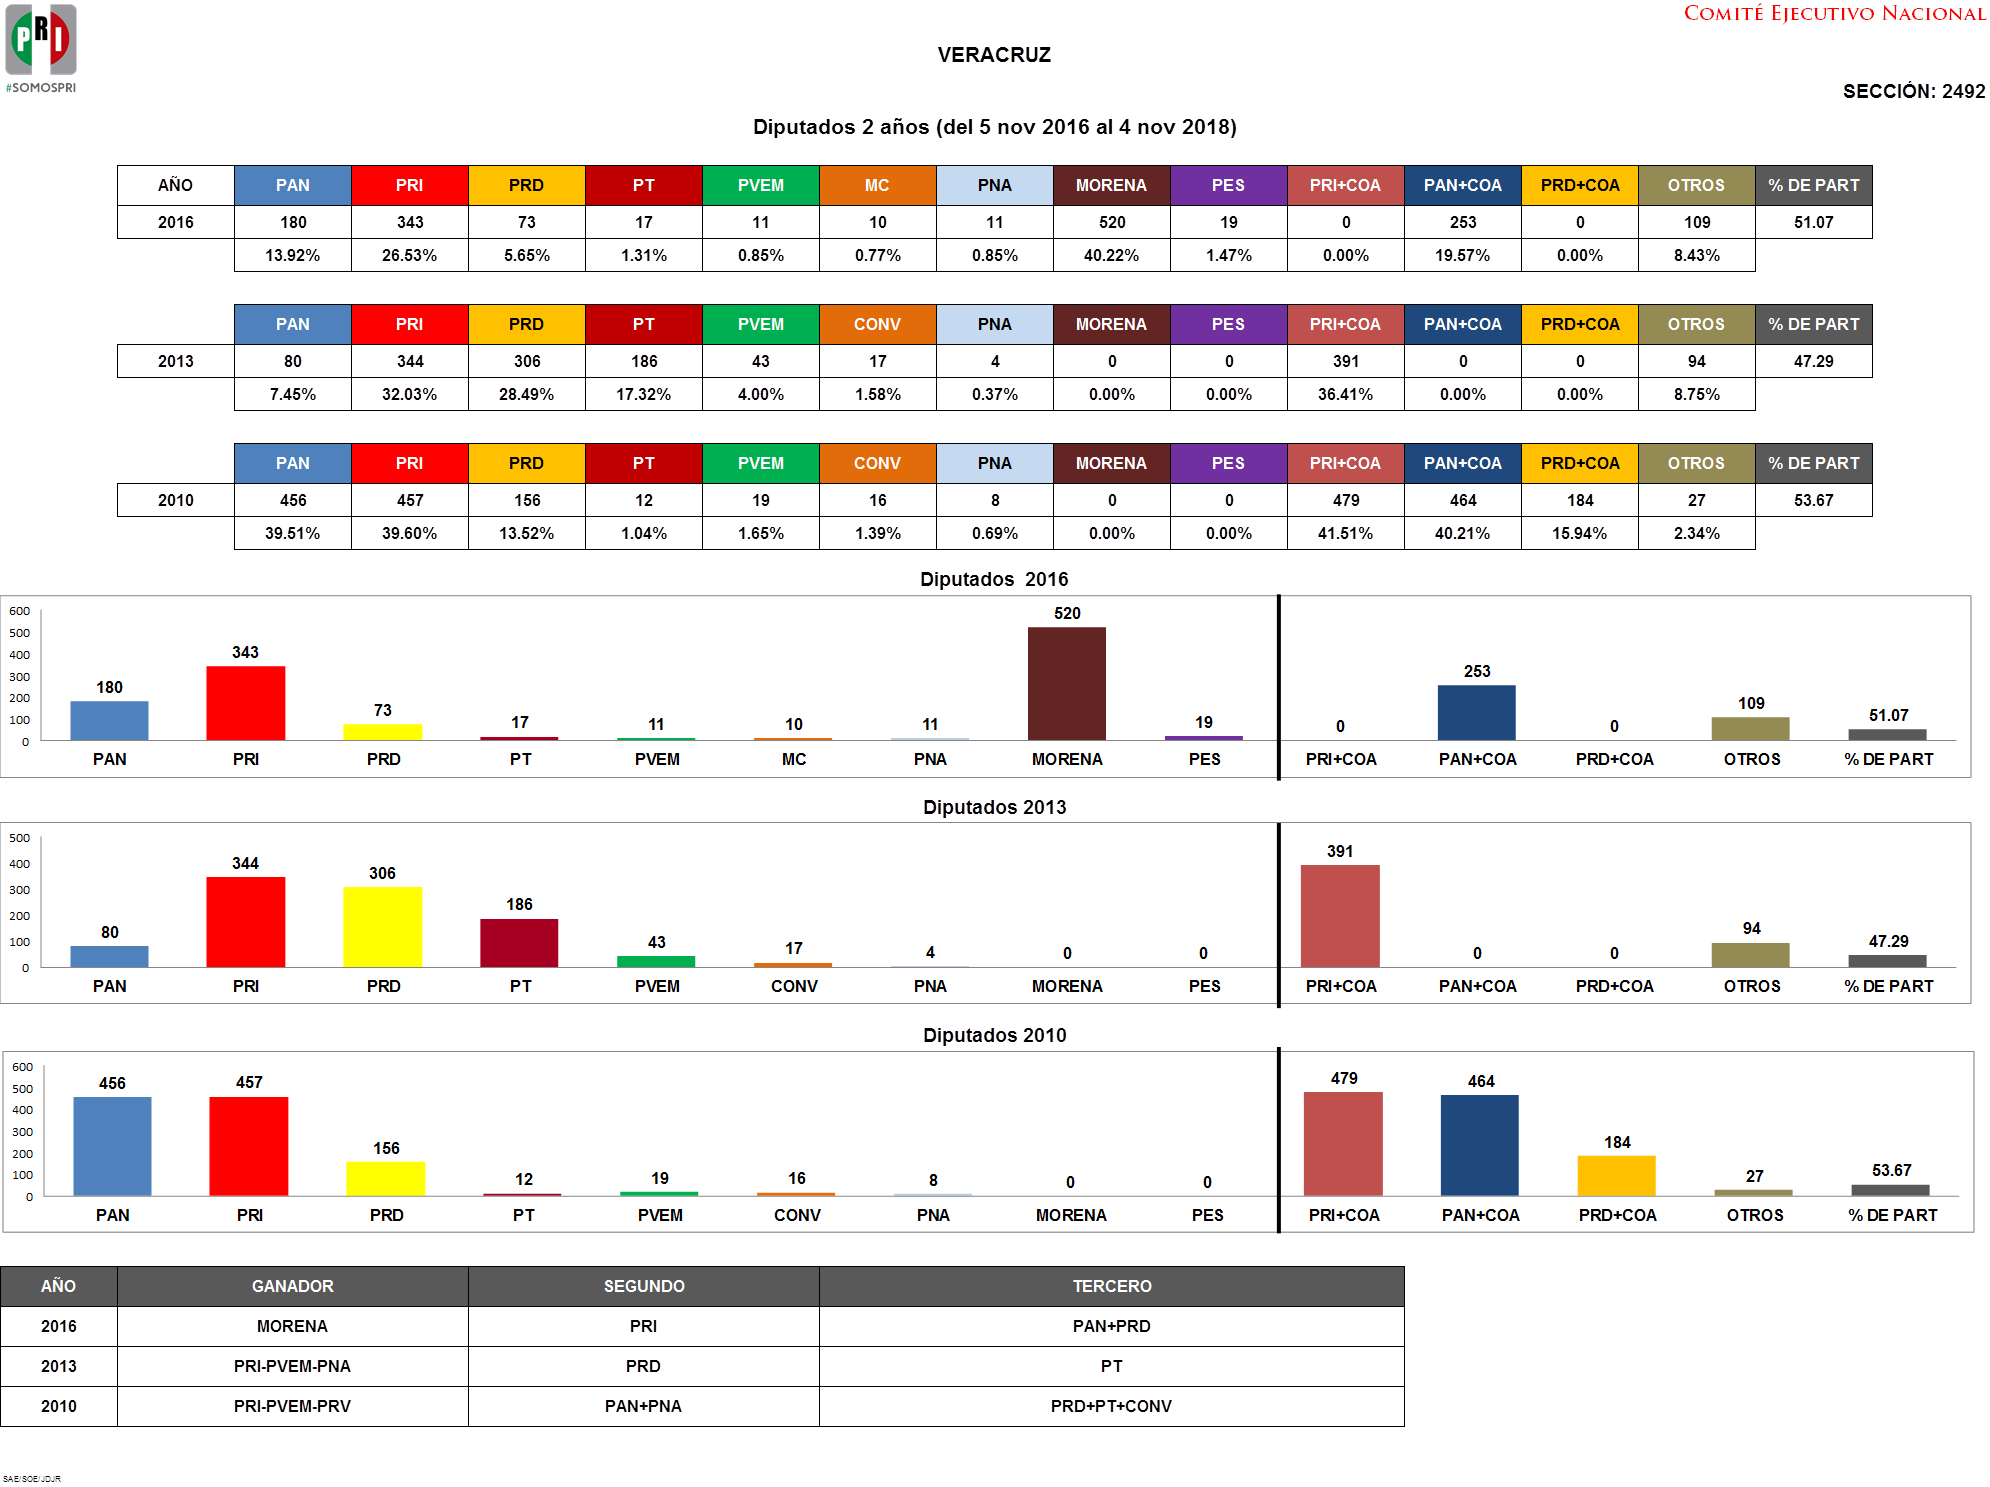 PRI
#SOMOSPRI
COMITÉ EJECUTIVO NACIONAL
VERACRUZ
SECCIÓN: 2492
Diputados 2 años (del 5 nov 2016 al 4 nov 2018)
AÑO PAN PRI PRD PT PVEM MC PNA MORENA PES PRI+COA PAN+COA PRD+COA OTROS % DE PART
2016 180 343 73 17 11 10 11 520 19 0 253 0 109 51.07
13.92% 26.53% 5.65% 1.31% 0.85% 0.77% 0.85% 40.22% 1.47% 0.00% 19.57% 0.00% 8.43%
PAN PRI PRD PT PVEM CONV PNA MORENA PES PRI+COA PAN+COA PRD+COA OTROS % DE PART
2013 80 344 306 186 43 17 4 0 0 391 0 0 94 47.29
7.45% 32.03% 28.49% 17.32% 4.00% 1.58% 0.37% 0.00% 0.00% 36.41% 0.00% 0.00% 8.75%
PAN PRI PRD PT PVEM CONV PNA MORENA PES PRI+COA PAN+COA PRD+COA OTROS % DE PART
2010 456 457 156 12 19 16 8 0 0 479 464 184 27 53.67
39.51% 39.60% 13.52% 1.04% 1.65% 1.39% 0.69% 0.00% 0.00% 41.51% 40.21% 15.94% 2.34%
Diputados 2016
600
500
400
300
200
100
0
180 343 73 17 11 10 11 520 19 0 253 0 109 51.07
PAN PRI PRD PT PVEM MC PNA MORENA PES PRI+COA PAN+COA PRD+COA OTROS % DE PART
Diputados 2013
500
400
300
200
100
0
80 344 306 186 43 17 4 0 0 391 0 0 94 47.29
PAN PRI PRD PT PVEM CONV PNA MORENA PES PRI+COA PAN+COA PRD+COA OTROS % DE PART
Diputados 2010
600
500
400
300
200
100
0
456 457 156 12 19 16 8 0 0 479 464 184 27 53.67
PAN PRI PRD PT PVEM CONV PNA MORENA PES PRI+COA PAN+COA PRD+COA OTROS % DE PART
AÑO GANADOR SEGUNDO TERCERO
2016 MORENA PRI PAN+PRD
2013 PRI-PVEM-PNA PRD PT
2010 PRI-PVEM-PRV PAN+PNA PRD+PT+CONV
SAE/SOE/JDJR